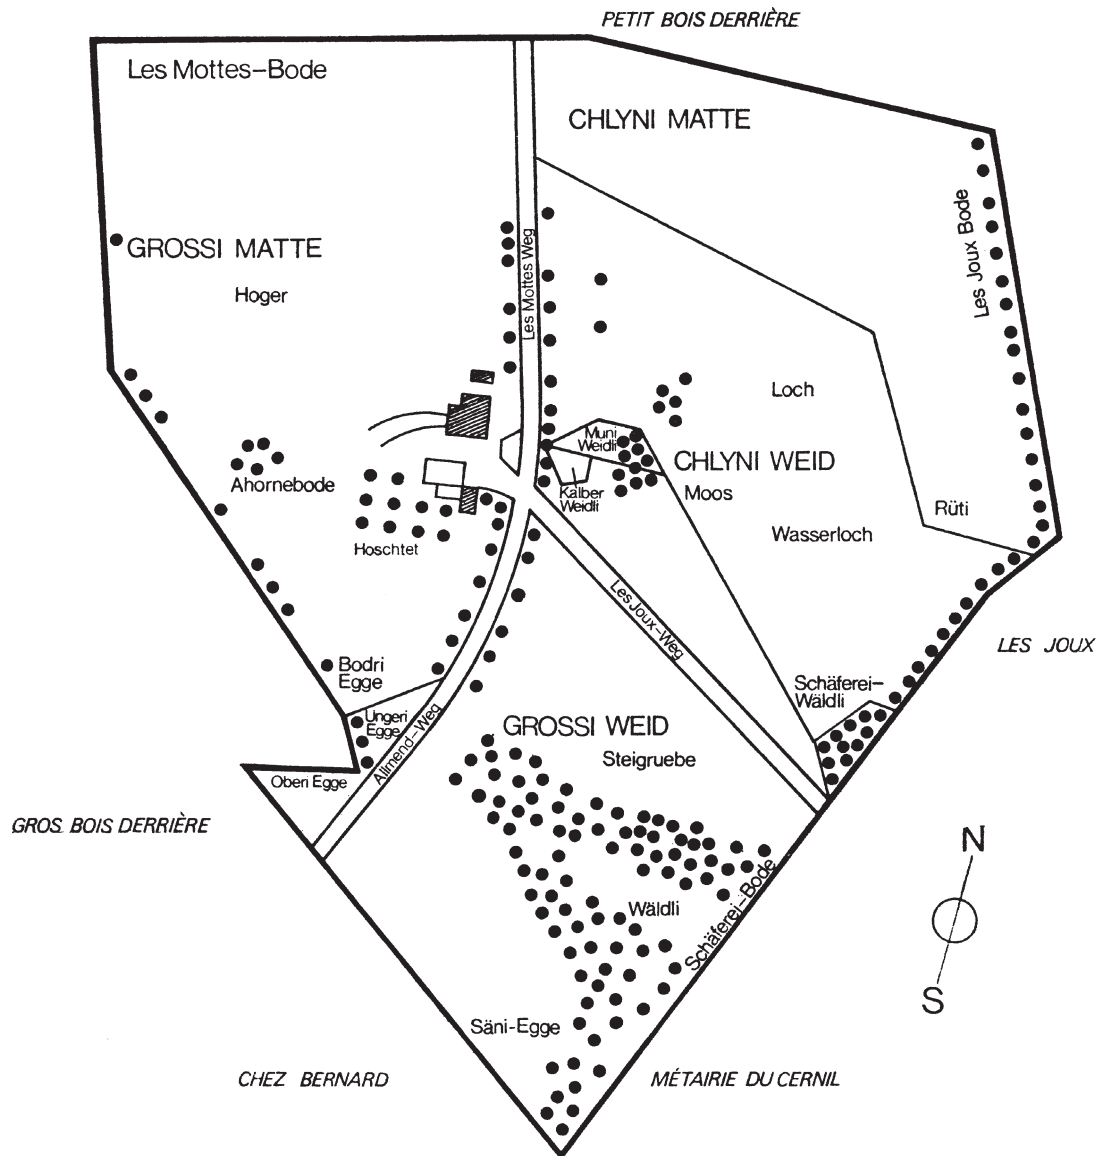 PETIT BOIS DERRIÈRE
Les Mottes-Bode
CHLYNI MATTE
Les Joux Bode
GROSSI MATTE
Hoger
Les Mottes Weg
Loch
Muni
Weidli
CHLYNI WEID
Ahornebode
Kälber
Weidli
Moos
Rüti
Wasserloch
Hoschtet
Les Joux-Weg
LES JOUX
Bodri
Egge
Schäferei-
Wäldli
Ungeri
Egge
Allmend-Weg
GROSSI WEID
Steigruebe
Oberi Egge
GROS BOIS DERRIÈRE
N
Wäldli
Schäferei-Bode
S
Säni-Egge
CHEZ BERNARD
MÉTAIRIE DU CERNIL